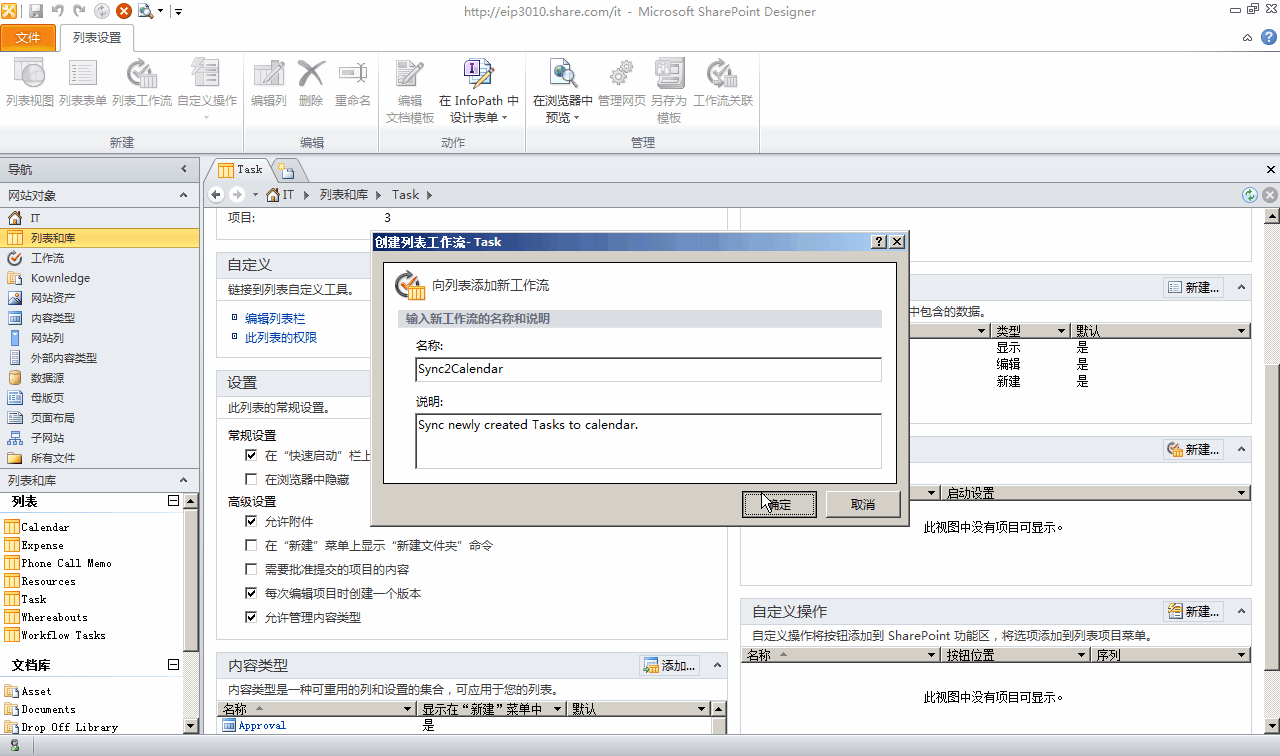 http://eip3010.share.com/it - Microsoft SharePoint Designer
文件
列表设置
列表视图
列表表单
列表工作流
自定义操作
编辑列
删除
重命名
编辑
文档模板
在 InfoPath 中
设计表单
在浏览器中
预览
管理网页
另存为
模板
工作流关联
新建
编辑
动作
管理
导航
网站对象
IT
列表和库
工作流
Kownledge
网站资产
内容类型
网站列
外部内容类型
数据源
母版页
页面布局
子网站
所有文件
列表和库
列表
Calendar
Expense
Phone Call Memo
Resources
Task
Whereabouts
Workflow Tasks
文档库
Asset
Documents
Drop Off Library
Task
IT
列表和库
Task
项目:
3
自定义
链接到列表自定义工具。
编辑列表栏
此列表的权限
设置
此列表的常规设置。
常规设置
在“快速启动”栏上
在浏览器中隐藏
高级设置
允许附件
在“新建”菜单上显示“新建文件夹”命令
需要批准提交的项目的内容
每次编辑项目时创建一个版本
允许管理内容类型
内容类型
添加...
内容类型是一种可重用的列和设置的集合，可应用于您的列表。
名称
显示在“新建”菜单中
默认
Approval
是
创建列表工作流- Task
向列表添加新工作流
输入新工作流的名称和说明
名称:
Sync2Calendar
说明:
Sync newly created Tasks to calendar.
确定
取消
新建...
中包含的数据。
类型
默认
显示
是
编辑
是
新建
是
新建...
启动设置
此视图中没有项目可显示。
自定义操作
新建...
自定义操作将按钮添加到 SharePoint 功能区，将选项添加到列表项目菜单。
名称
按钮位置
序列
此视图中没有项目可显示。